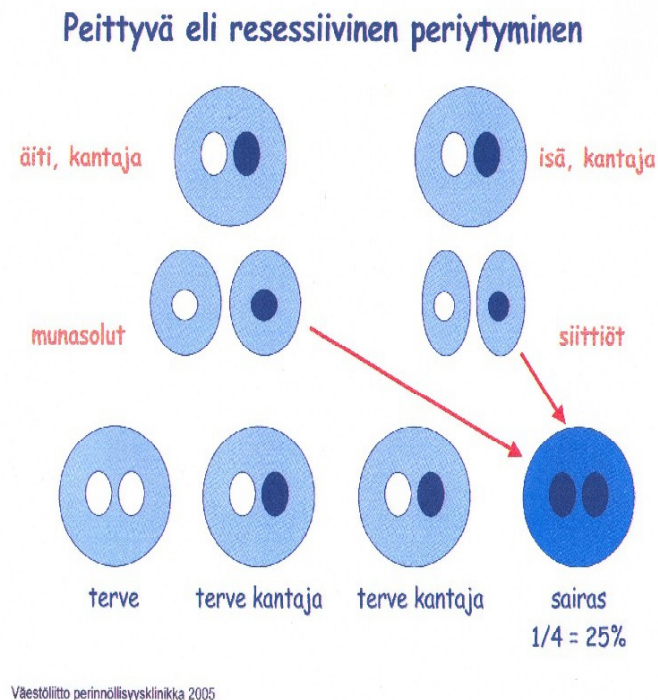 Peittyvä eli resessiivinen periytyminen
äiti, kantaja
isä, kantaja
munasolut
siittiöt
terve
terve kantaja
terve kantaja
sairas
1/4 = 25%
Väestöliitto perinnöllisyysklinikka 2005